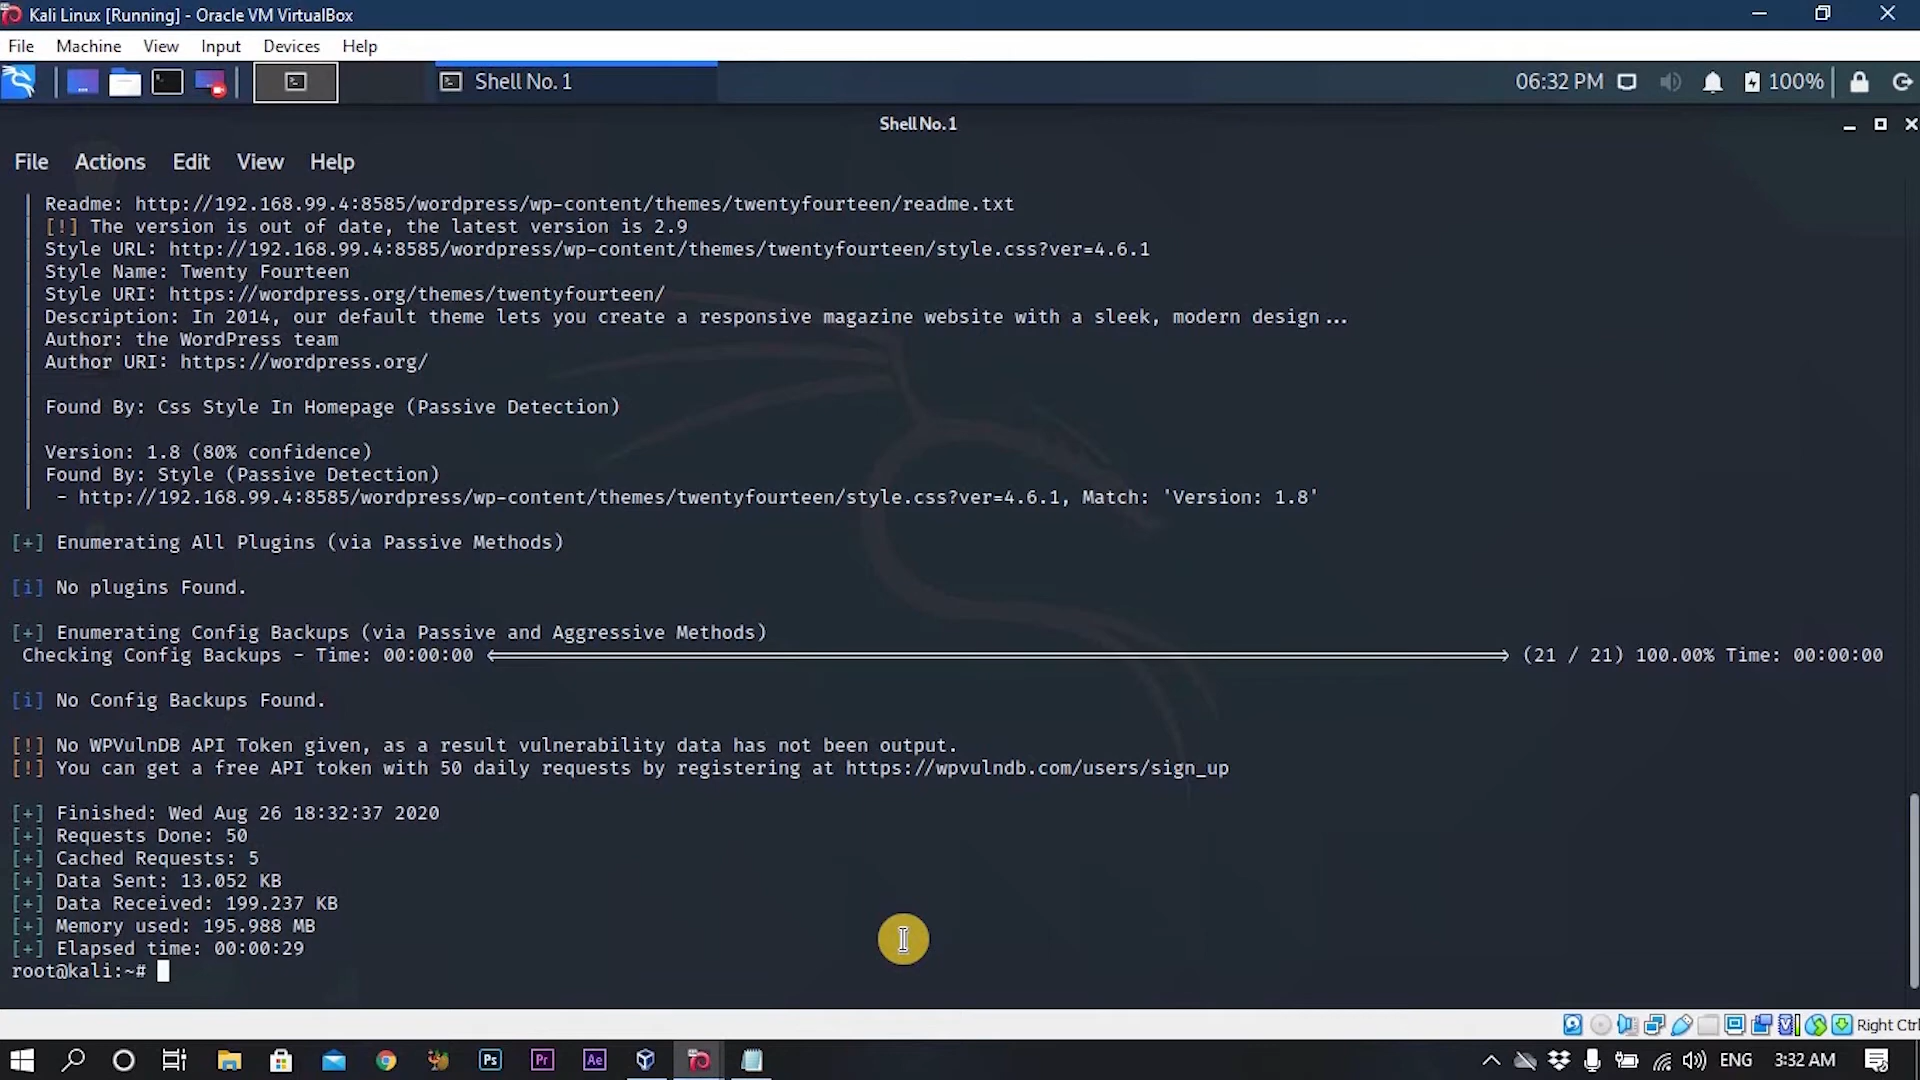 Kali Linux [Running] - Oracle VM VirtualBox
File Machine View Input Devices Help
Shell No. 1
06:32 PM 100%
Shell No. 1
File Actions Edit View Help
Readme: http://192.168.99.4:8585/wordpress/wp-content/themes/twentyfourteen/readme.txt
[!] The version is out of date, the latest version is 2.9
Style URL: http://192.168.99.4:8585/wordpress/wp-content/themes/twentyfourteen/style.css?ver=4.6.1
Style Name: Twenty Fourteen
Style URI: https://wordpress.org/themes/twentyfourteen/
Description: In 2014, our default theme lets you create a responsive magazine website with a sleek, modern design...
Author: the WordPress team
Author URI: https://wordpress.org/
Found By: Css Style In Homepage (Passive Detection)
Version: 1.8 (80% confidence)
Found By: Style (Passive Detection)
- http://192.168.99.4:8585/wordpress/wp-content/themes/twentyfourteen/style.css?ver=4.6.1, Match: 'Version: 1.8'
[+] Enumerating All Plugins (via Passive Methods)
[i] No plugins Found.
[+] Enumerating Config Backups (via Passive and Aggressive Methods)
Checking Config Backups - Time: 00:00:00 <==============================================> (21 / 21) 100.00% Time: 00:00:00
[i] No Config Backups Found.
[!] No WPVulnDB API Token given, as a result vulnerability data has not been output.
[!] You can get a free API token with 50 daily requests by registering at https://wpvulndb.com/users/sign_up
[+] Finished: Wed Aug 26 18:32:37 2020
[+] Requests Done: 50
[+] Cached Requests: 5
[+] Data Sent: 13.052 KB
[+] Data Received: 199.237 KB
[+] Memory used: 195.988 MB
[+] Elapsed time: 00:00:29
root@kali:~#
Right Ctrl
Ps Pr Ae ENG 3:32 AM